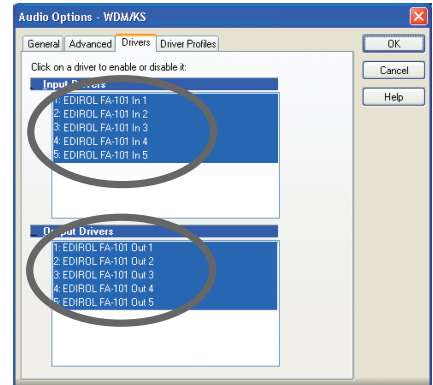 Audio Options - WDM/KS
General Advanced Drivers Driver Profiles
OK
Click on a driver to enable or disable it:
Cancel
Input Drivers
Help
1: EDIROL FA-101 In 1
2: EDIROL FA-101 In 2
3: EDIROL FA-101 In 3
4: EDIROL FA-101 In 4
5: EDIROL FA-101 In 5
Output Drivers
1: EDIROL FA-101 Out 1
2: EDIROL FA-101 Out 2
3: EDIROL FA-101 Out 3
4: EDIROL FA-101 Out 4
5: EDIROL FA-101 Out 5